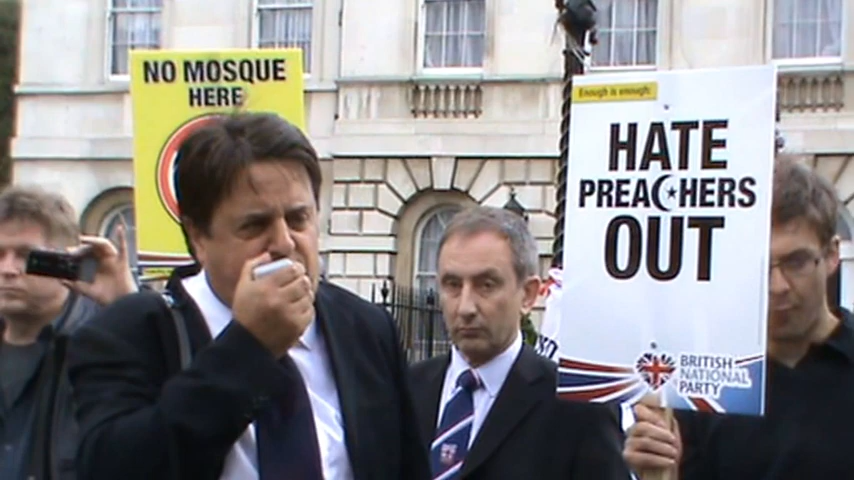 NO MOSQUE
HERE
Enough is enough:
HATE
PREACHERS
OUT
BRITISH
NATIONAL
PARTY